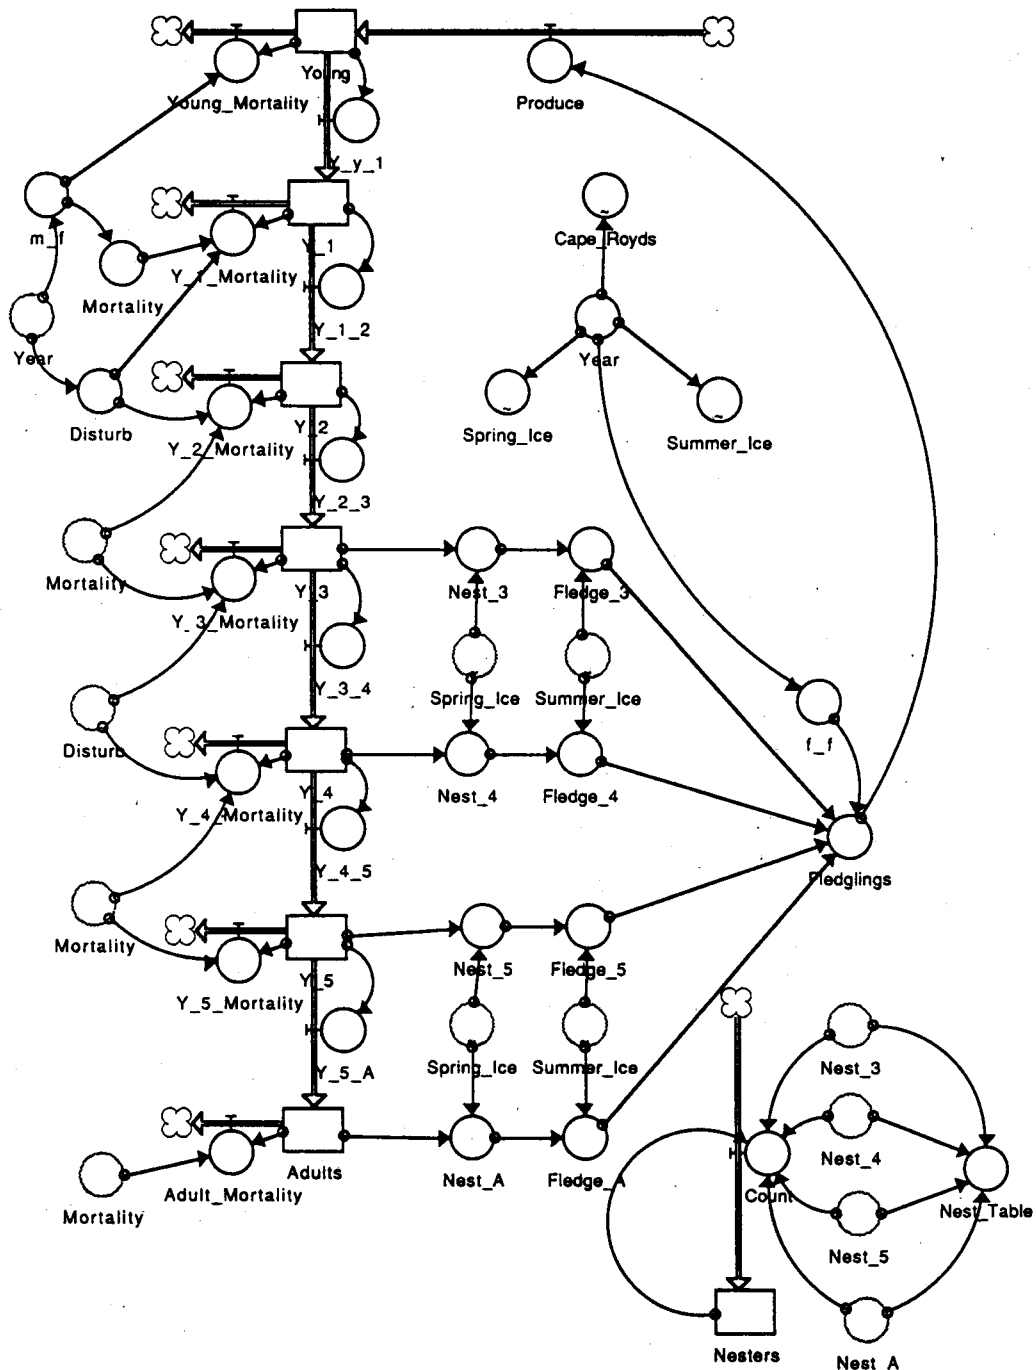 Young
Young_Mortality
Produce
Y_y_1
m_f
Cape_Royds
Y_1
Y_1_Mortality
Mortality
Y_1_2
Year
Year
Y_2
Disturb
Spring_Ice
Summer_Ice
Y_2_Mortality
Y_2_3
Mortality
Y_3
Nest_3
Fledge_3
Y_3_Mortality
Y_3_4
Spring_Ice
Summer_Ice
Disturb
f_f
Y_4
Nest_4
Fledge_4
Y_4_Mortality
Y_4_5
Fledglings
Mortality
Y_5
Nest_5
Fledge_5
Y_5_Mortality
Y_5_A
Spring_Ice
Summer_Ice
Nest_3
Nest_4
Adults
Nest_A
Fledge_A
Adult_Mortality
Mortality
Count
Nest_Table
Nest_5
Nesters
Nest_A